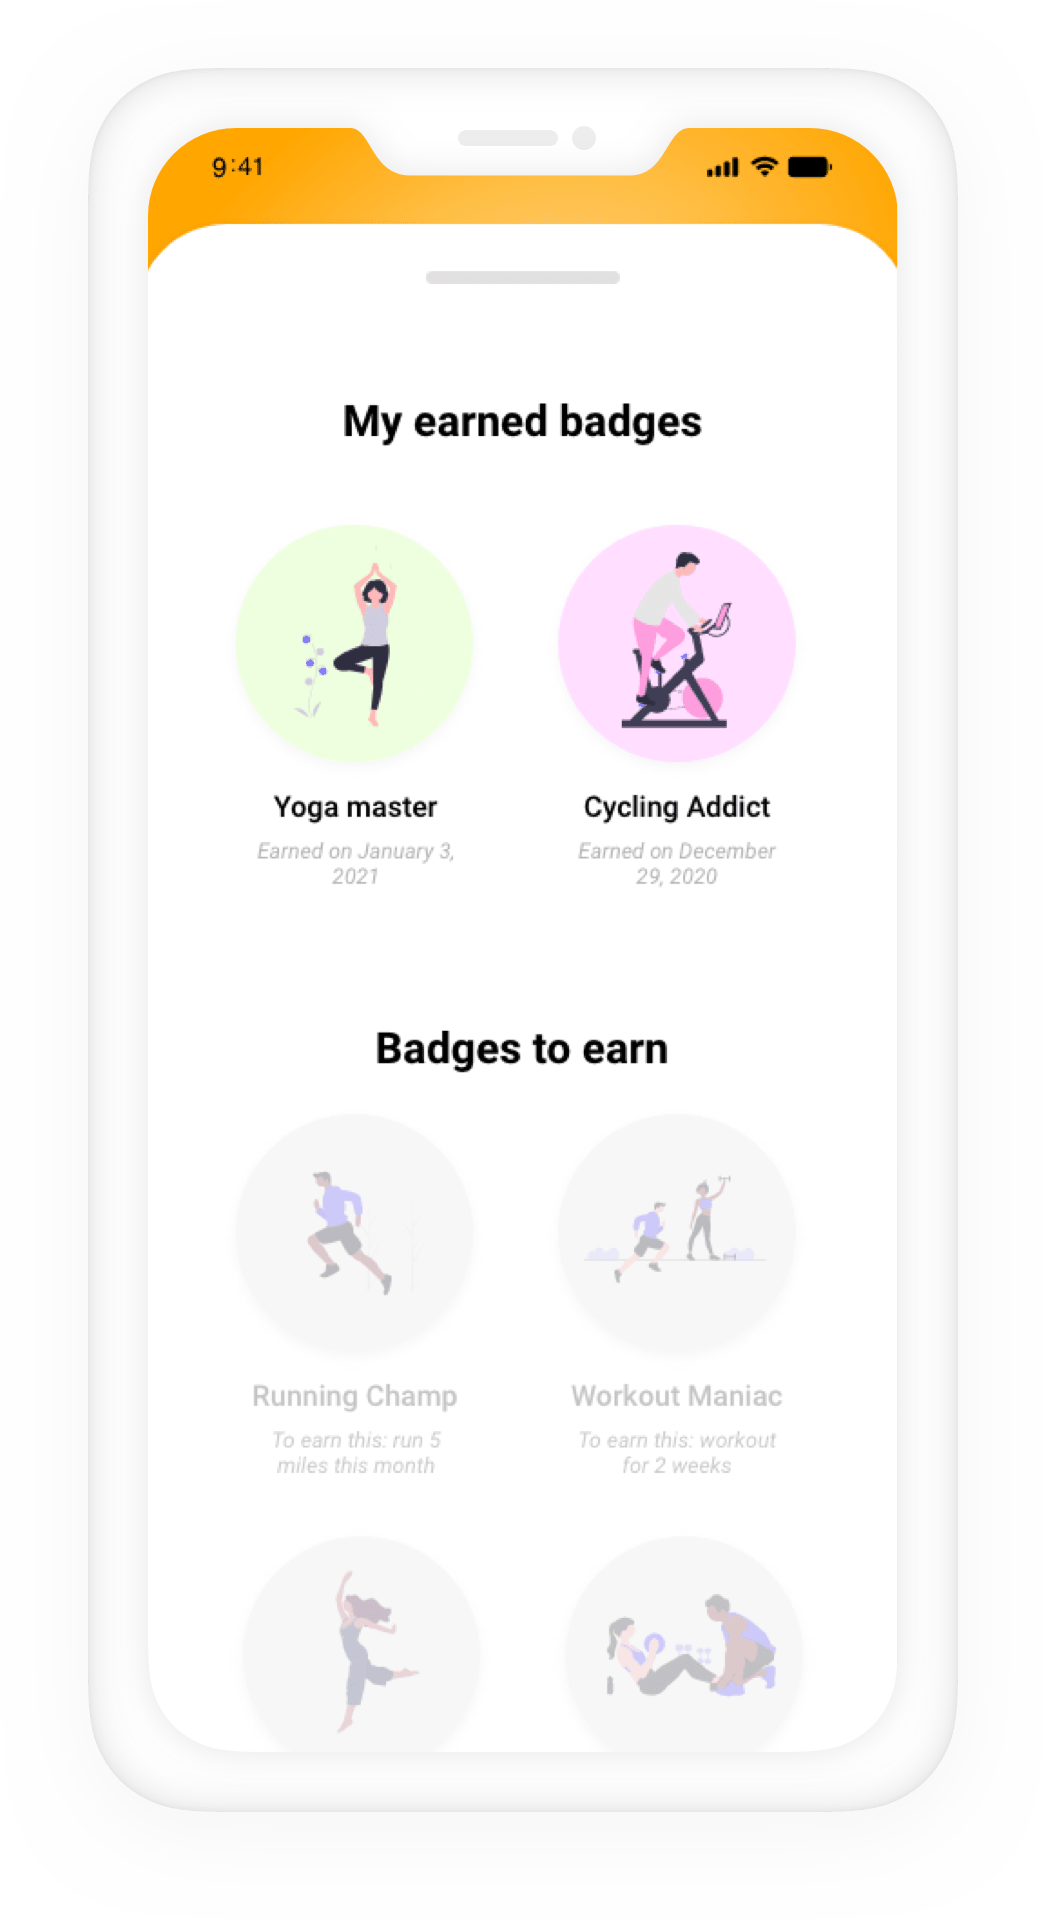 9:41
My earned badges
Yoga master
Cycling Addict
Earned on January 3,
2021
Earned on December
29, 2020
Badges to earn
Running Champ
Workout Maniac
To earn this: run 5
miles this month
To earn this: workout
for 2 weeks